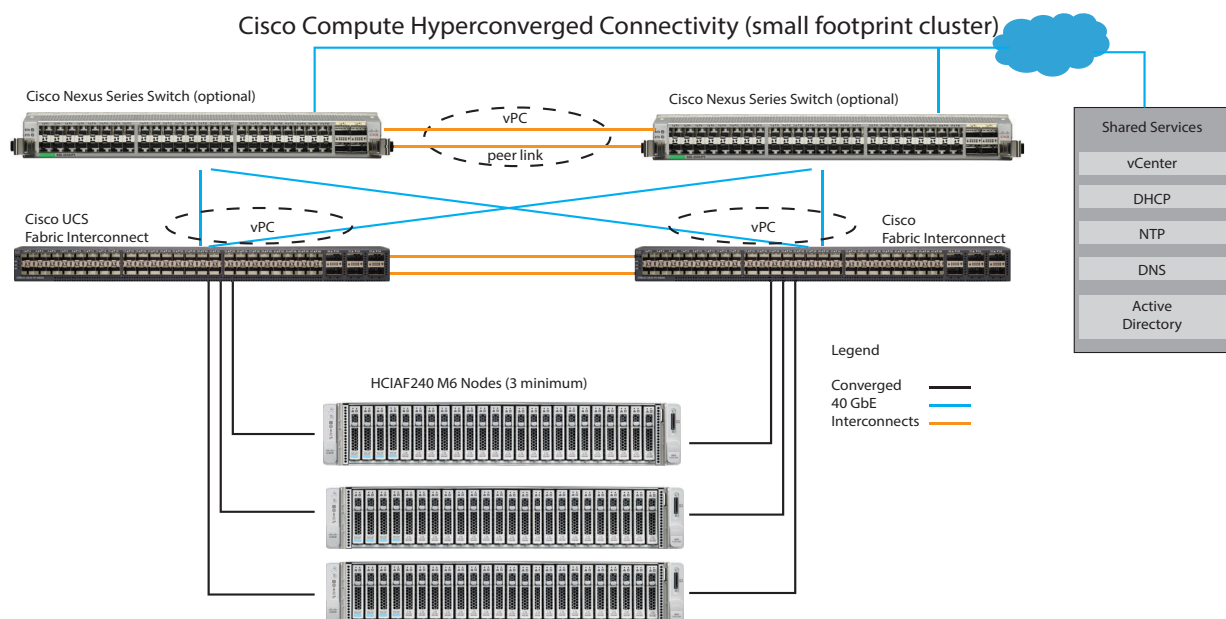 Cisco Compute Hyperconverged Connectivity (small footprint cluster)
Cisco Nexus Series Switch (optional)
Cisco Nexus Series Switch (optional)
vPC
peer link
Shared Services
vCenter
DHCP
NTP
DNS
Active
Directory
Cisco UCS
Fabric Interconnect
vPC
vPC
Cisco
Fabric Interconnect
Legend
Converged
40 GbE
Interconnects
HCIAF240 M6 Nodes (3 minimum)